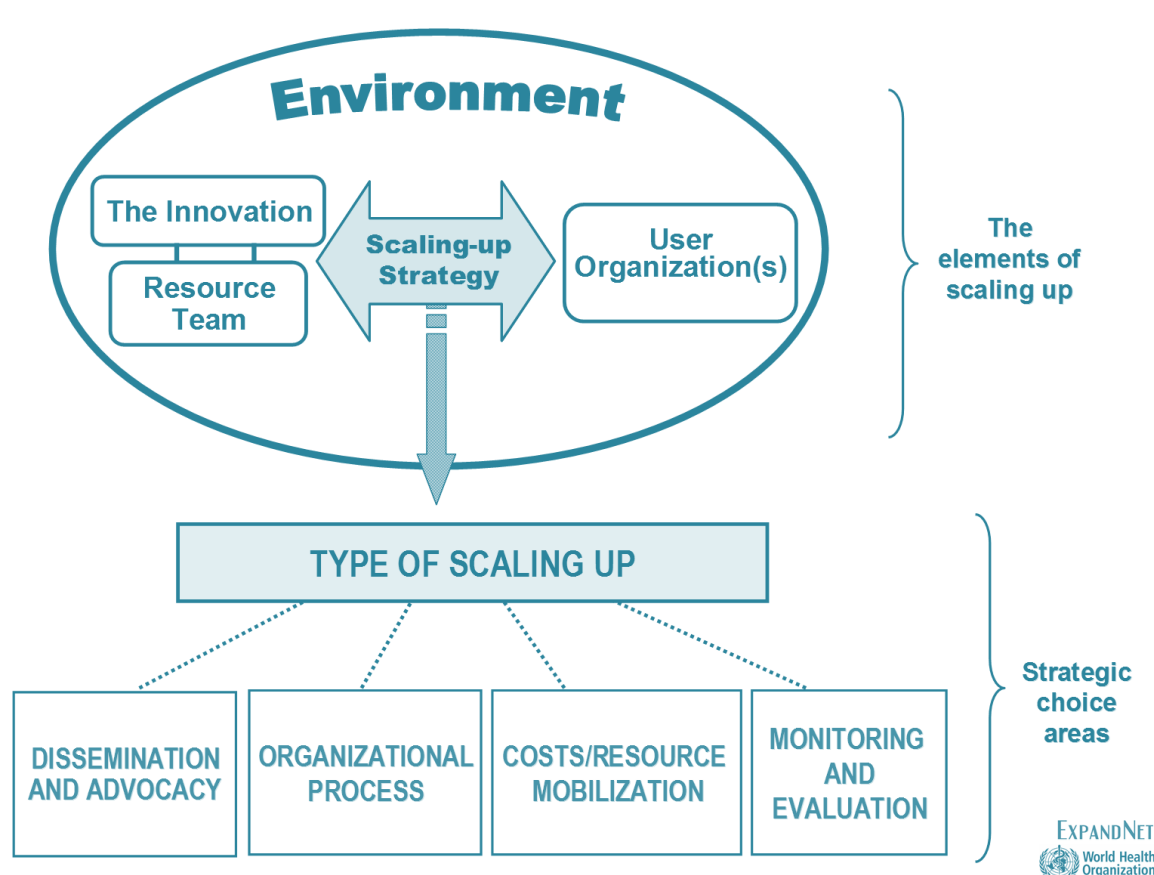 Environment
The Innovation
Resource
Team
Scaling-up
Strategy
User
Organization(s)
The
elements of
scaling up
TYPE OF SCALING UP
DISSEMINATION
AND ADVOCACY
ORGANIZATIONAL
PROCESS
COSTS/RESOURCE
MOBILIZATION
MONITORING
AND
EVALUATION
Strategic
choice
areas
EXPANDNET
World Health
Organization